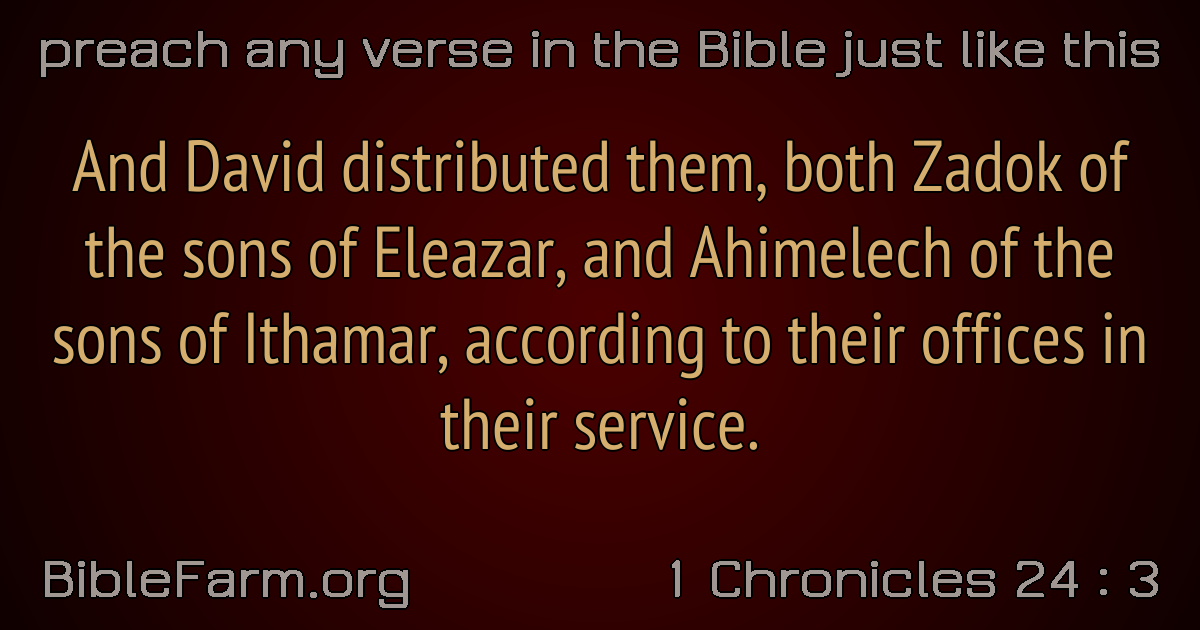 preach any verse in the Bible just like this
And David distributed them, both Zadok of
the sons of Eleazar, and Ahimelech of the
sons of Ithamar, according to their offices in
their service.
BibleFarm.org
1 Chronicles 24 : 3